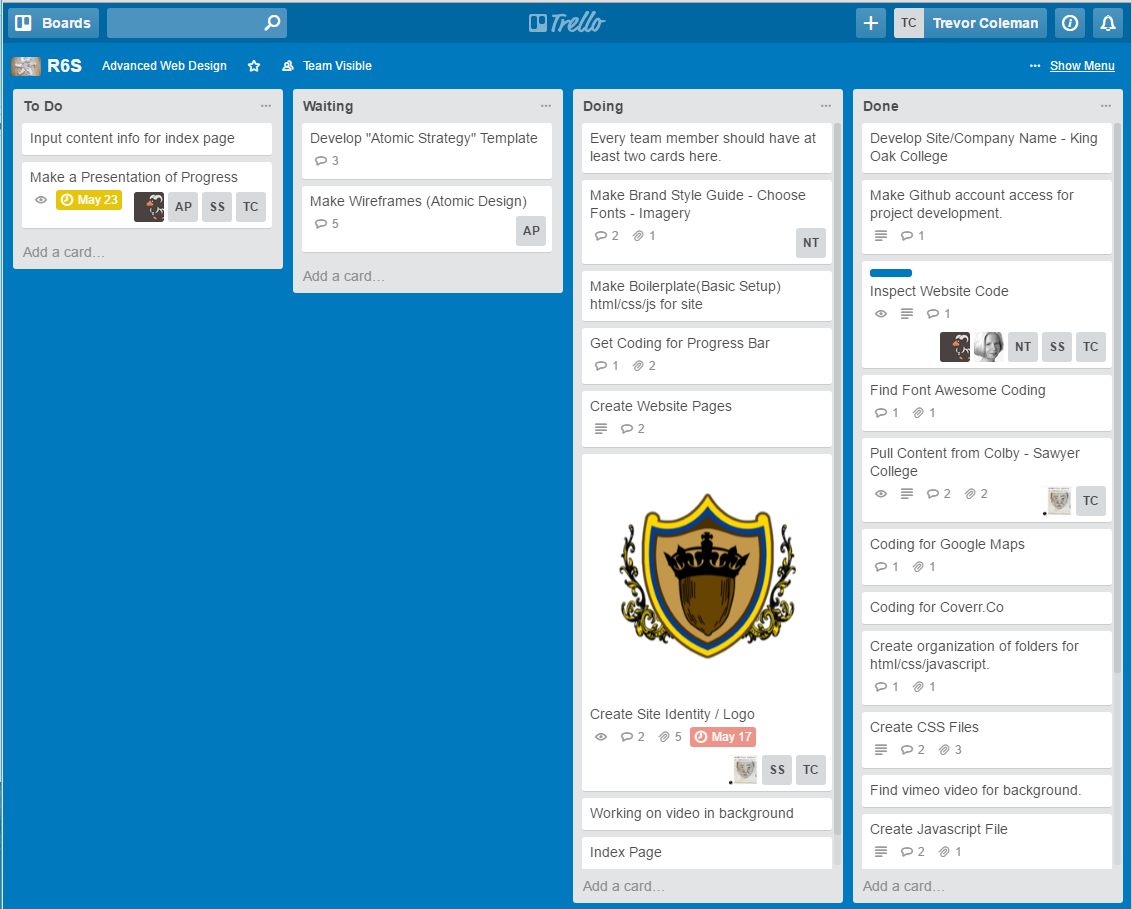 Boards
Trello
TC
Trevor Coleman
R6S
Advanced Web Design
Team Visible
Show Menu
To Do
Input content info for index page
Make a Presentation of Progress
May 23
AP
SS
TC
Add a card…
Waiting
Develop "Atomic Strategy" Template
3
Make Wireframes (Atomic Design)
5
AP
Add a card…
Doing
Every team member should have at
least two cards here.
Make Brand Style Guide - Choose
Fonts - Imagery
2 1
NT
Make Boilerplate(Basic Setup)
html/css/js for site
Get Coding for Progress Bar
1 2
Create Website Pages
2
Create Site Identity / Logo
2 5 May 17
SS TC
Working on video in background
Index Page
Add a card…
Done
Develop Site/Company Name - King
Oak College
Make Github account access for
project development.
1
Inspect Website Code
1
NT SS TC
Find Font Awesome Coding
1 1
Pull Content from Colby - Sawyer
College
2 2
TC
Coding for Google Maps
1 1
Coding for Coverr.Co
Create organization of folders for
html/css/javascript.
1 1
Create CSS Files
2 3
Find vimeo video for background.
Create Javascript File
2 1
Add a card…